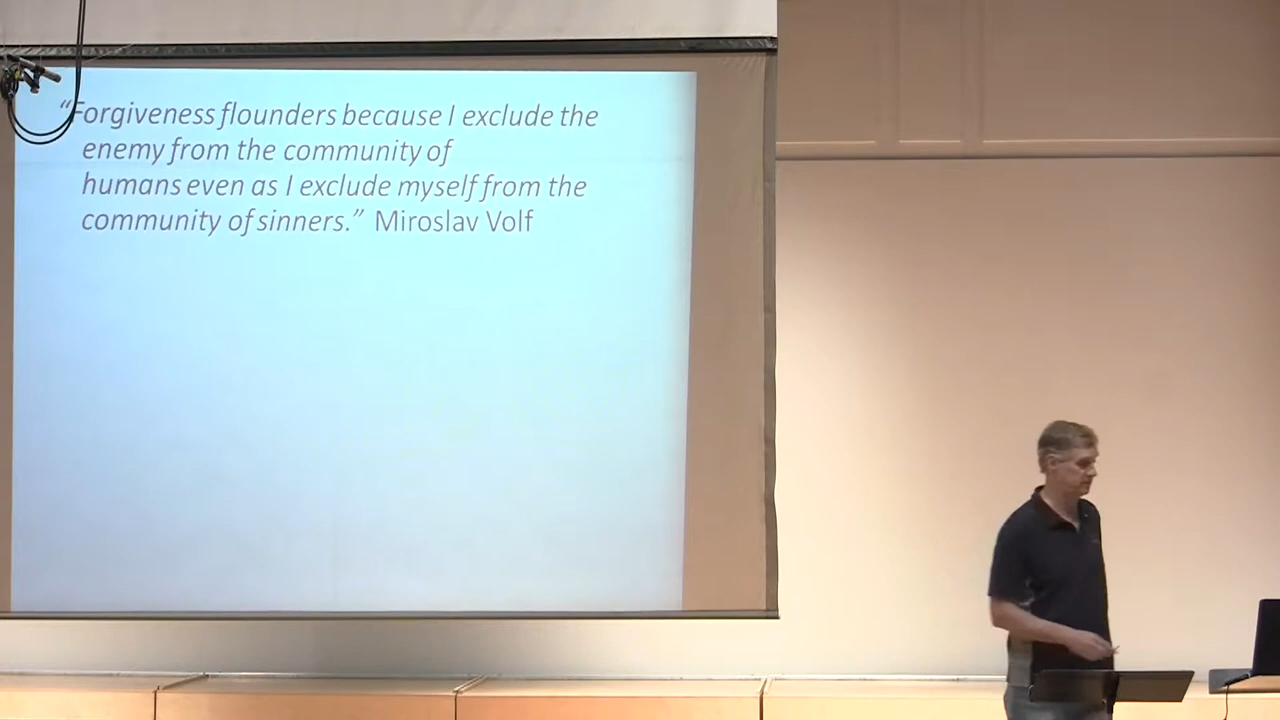 “Forgiveness flounders because I exclude the
enemy from the community of
humans even as I exclude myself from the
community of sinners.” Miroslav Volf